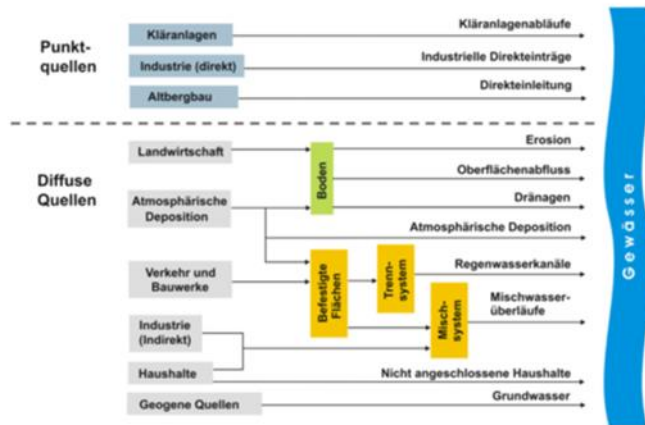 Punkt-
quellen
Kläranlagen
Kläranlagenabläufe
Industrie (direkt)
Industrielle Direkteinträge
Altbergbau
Direkteinleitung
Diffuse
Quellen
Landwirtschaft
Boden
Erosion
Oberflächenabfluss
Dränagen
Atmosphärische
Deposition
Atmosphärische Deposition
Verkehr und
Bauwerke
Befestigte
Flächen
Trenn-
system
Regenwasserkanäle
Misch-
system
Mischwasser-
überläufe
Industrie
(Indirekt)
Haushalte
Nicht angeschlossene Haushalte
Geogene Quellen
Grundwasser
Gewässer